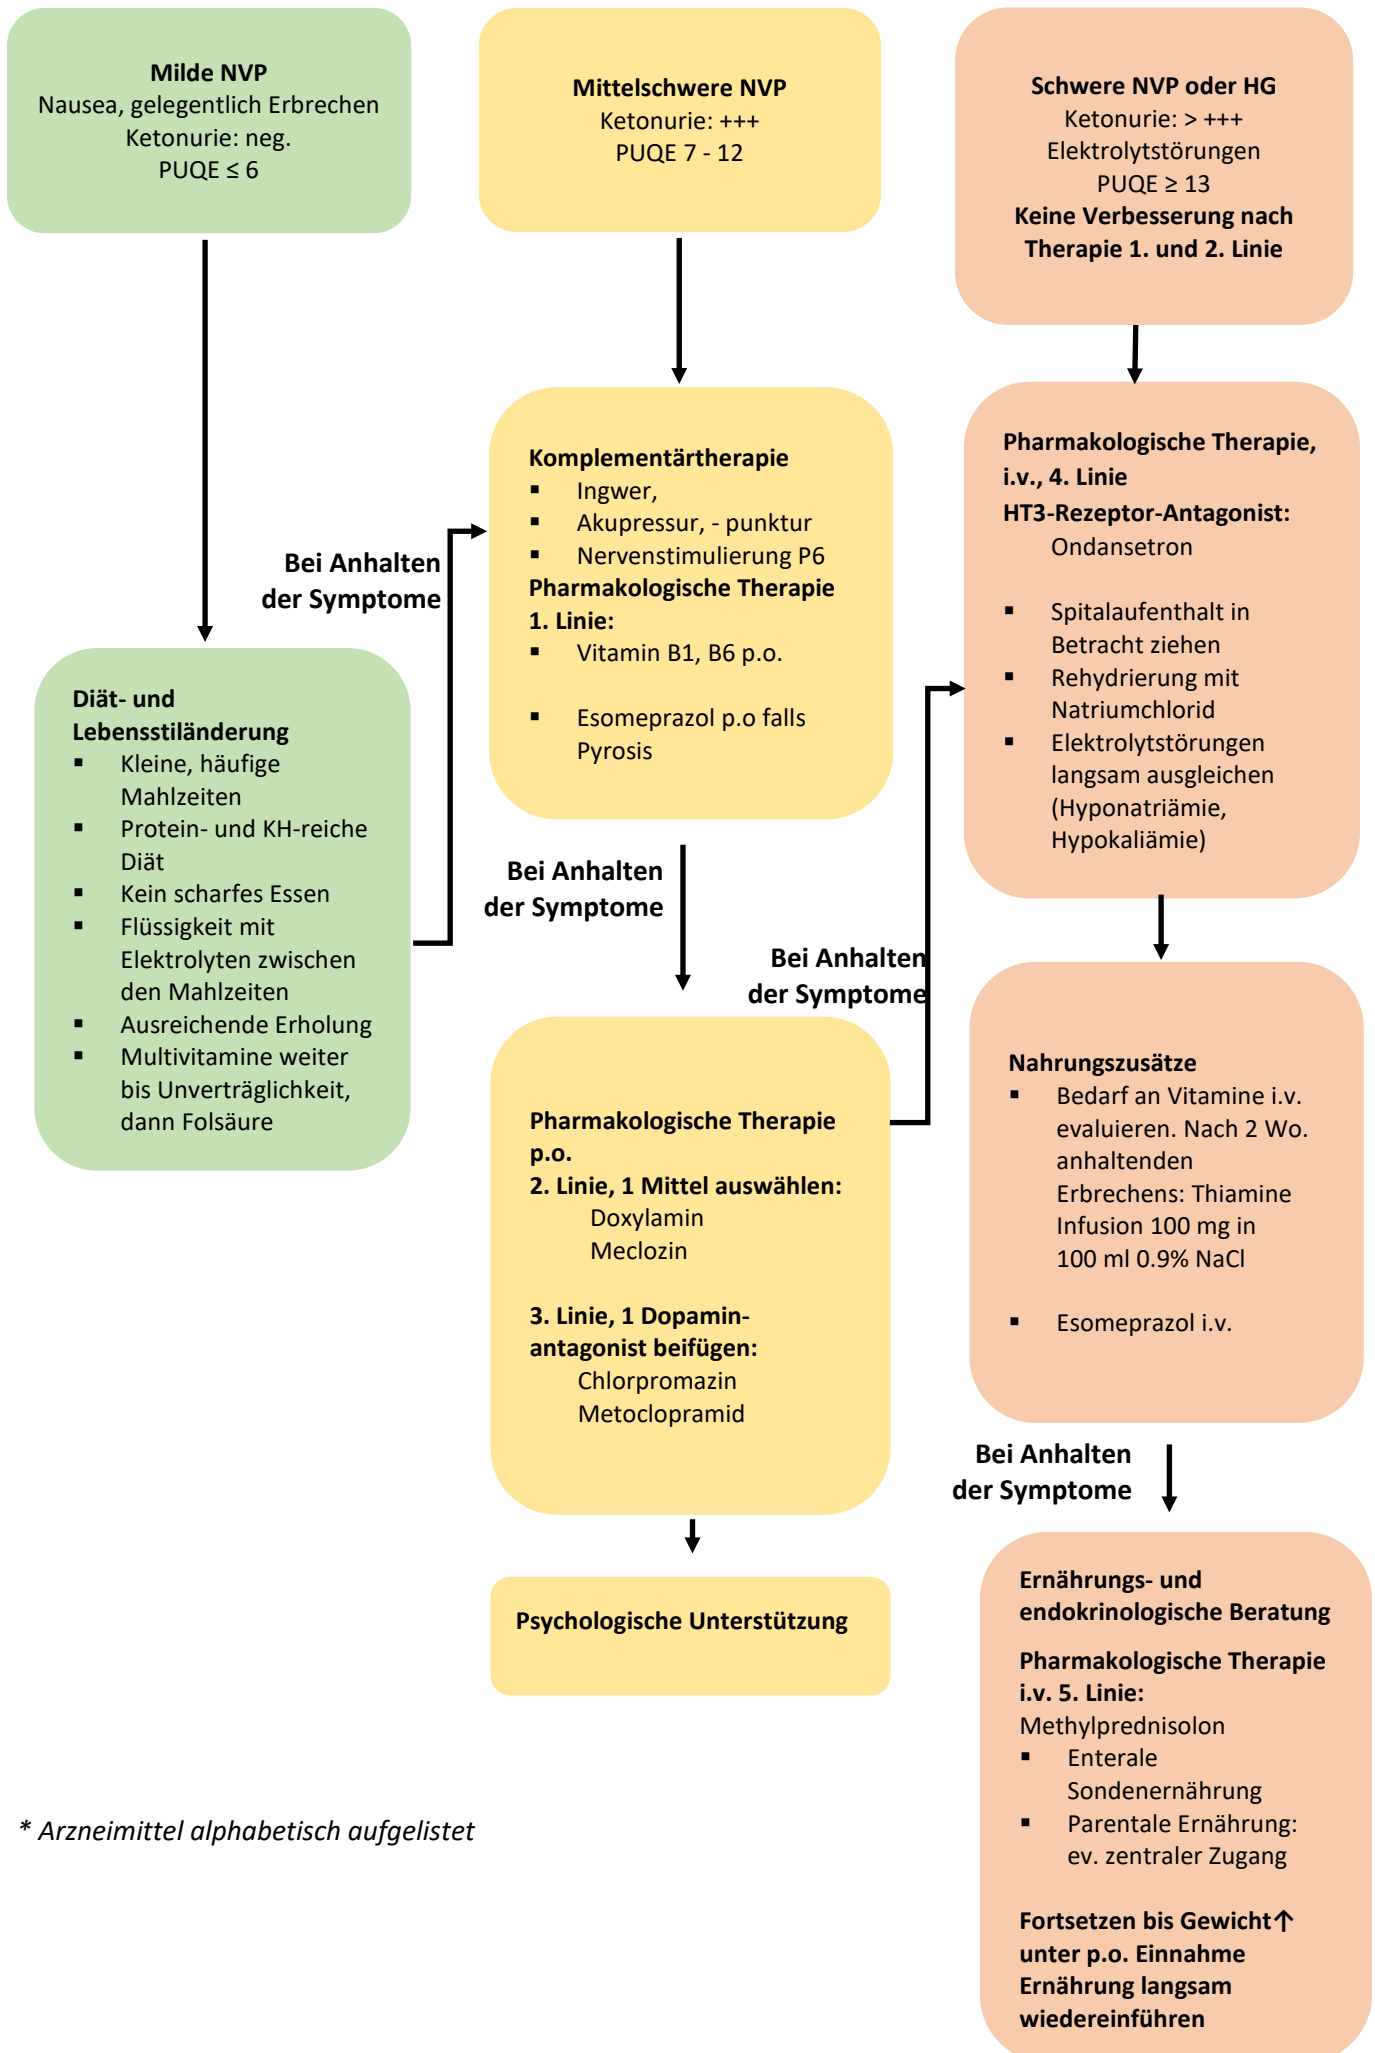 Milde NVP
Nausea, gelegentlich Erbrechen
Ketonurie: neg.
PUQE ≤ 6
Mittelschwere NVP
Ketonurie: +++
PUQE 7 - 12
Schwere NVP oder HG
Ketonurie: > +++
Elektrolytstörungen
PUQE ≥ 13
Keine Verbesserung nach
Therapie 1. und 2. Linie
Bei Anhalten
der Symptome
Diät- und
Lebensstiländerung
▪ Kleine, häufige
Mahlzeiten
▪ Protein- und KH-reiche
Diät
▪ Kein scharfes Essen
▪ Flüssigkeit mit
Elektrolyten zwischen
den Mahlzeiten
▪ Ausreichende Erholung
▪ Multivitamine weiter
bis Unverträglichkeit,
dann Folsäure
Komplementärtherapie
▪ Ingwer,
▪ Akupressur, - punktur
▪ Nervenstimulierung P6
Pharmakologische Therapie
1. Linie:
▪ Vitamin B1, B6 p.o.
▪ Esomeprazol p.o falls
Pyrosis
Bei Anhalten
der Symptome
Pharmakologische Therapie
p.o.
2. Linie, 1 Mittel auswählen:
Doxylamin
Meclozin
3. Linie, 1 Dopamin-
antagonist beifügen:
Chlorpromazin
Metoclopramid
Psychologische Unterstützung
Bei Anhalten
der Symptome
Pharmakologische Therapie,
i.v., 4. Linie
HT3-Rezeptor-Antagonist:
Ondansetron
▪ Spitalaufenthalt in
Betracht ziehen
▪ Rehydrierung mit
Natriumchlorid
▪ Elektrolytstörungen
langsam ausgleichen
(Hyponatriämie,
Hypokaliämie)
Nahrungszusätze
▪ Bedarf an Vitamine i.v.
evaluieren. Nach 2 Wo.
anhaltenden
Erbrechens: Thiamine
Infusion 100 mg in
100 ml 0.9% NaCl
▪ Esomeprazol i.v.
Bei Anhalten
der Symptome
Ernährungs- und
endokrinologische Beratung
Pharmakologische Therapie
i.v. 5. Linie:
Methylprednisolon
▪ Enterale
Sondenernährung
▪ Parentale Ernährung:
ev. zentraler Zugang
Fortsetzen bis Gewicht↑
unter p.o. Einnahme
Ernährung langsam
wiedereinführen
* Arzneimittel alphabetisch aufgelistet